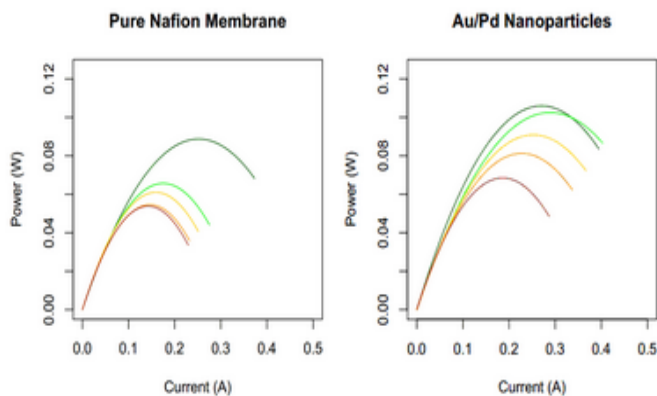 Pure Nafion Membrane
Power (W)
0.12
0.08
0.04
0.00
0.0 0.1 0.2 0.3 0.4 0.5
Current (A)
Au/Pd Nanoparticles
Power (W)
0.12
0.08
0.04
0.00
0.0 0.1 0.2 0.3 0.4 0.5
Current (A)